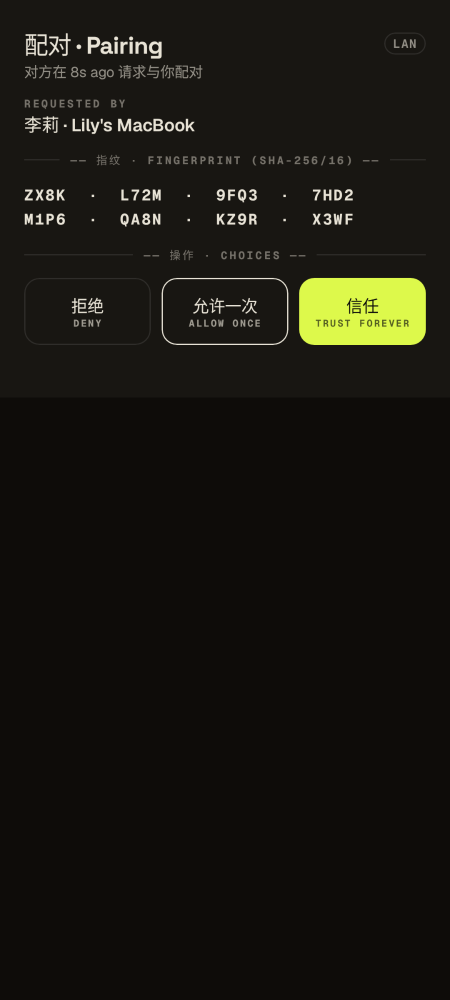 配对 · Pairing
LAN
对方在 8s ago 请求与你配对
REQUESTED BY
李莉 · Lily's MacBook
—— 指纹 · FINGERPRINT (SHA-256/16) ——
ZX8K · L72M · 9FQ3 · 7HD2
M1P6 · QA8N · KZ9R · X3WF
—— 操作 · CHOICES ——
拒绝
DENY
允许一次
ALLOW ONCE
信任
TRUST FOREVER